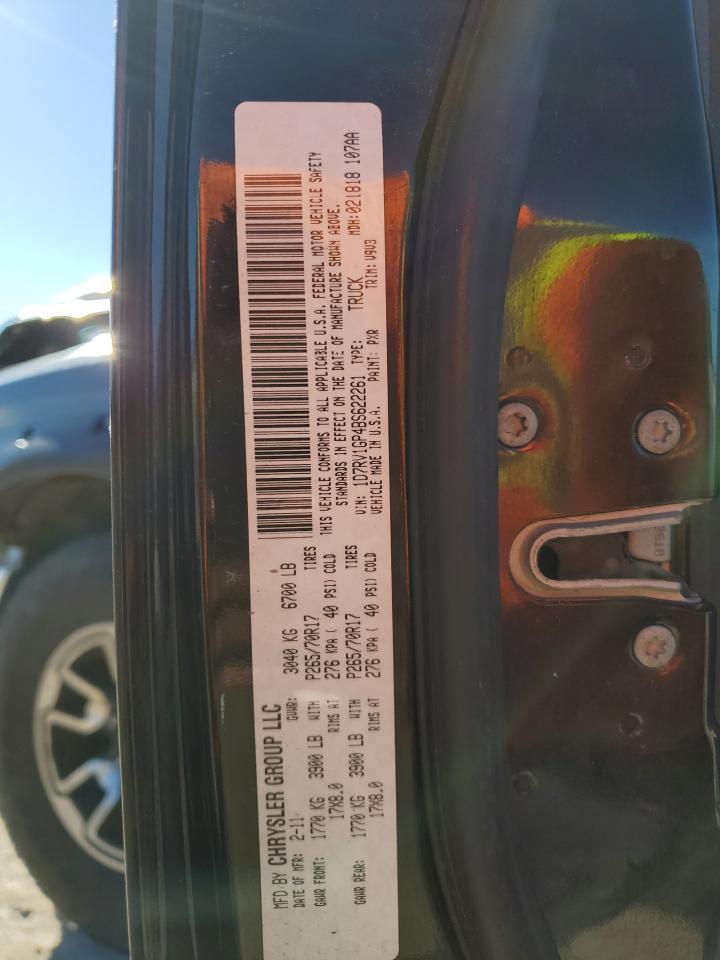 MFD BY CHRYSLER GROUP LLC
DATE OF MFR: 2-11 GVWR: 3040 KG 6700 LB
GAWR FRONT: 1770 KG 3900 LB WITH P265/70R17 TIRES
17X8.0 RIMS AT 276 KPA ( 40 PSI) COLD
GAWR REAR: 1770 KG 3900 LB WITH P265/70R17 TIRES
17X8.0 RIMS AT 276 KPA ( 40 PSI) COLD
THIS VEHICLE CONFORMS TO ALL APPLICABLE U.S.A. FEDERAL MOTOR VEHICLE SAFETY
STANDARDS IN EFFECT ON THE DATE OF MANUFACTURE SHOWN ABOVE.
VIN: 1D7RV1GP4BS622261 TYPE: TRUCK MDH:021818 107AA
VEHICLE MADE IN U.S.A. PAINT: PXR TRIM: V9V3